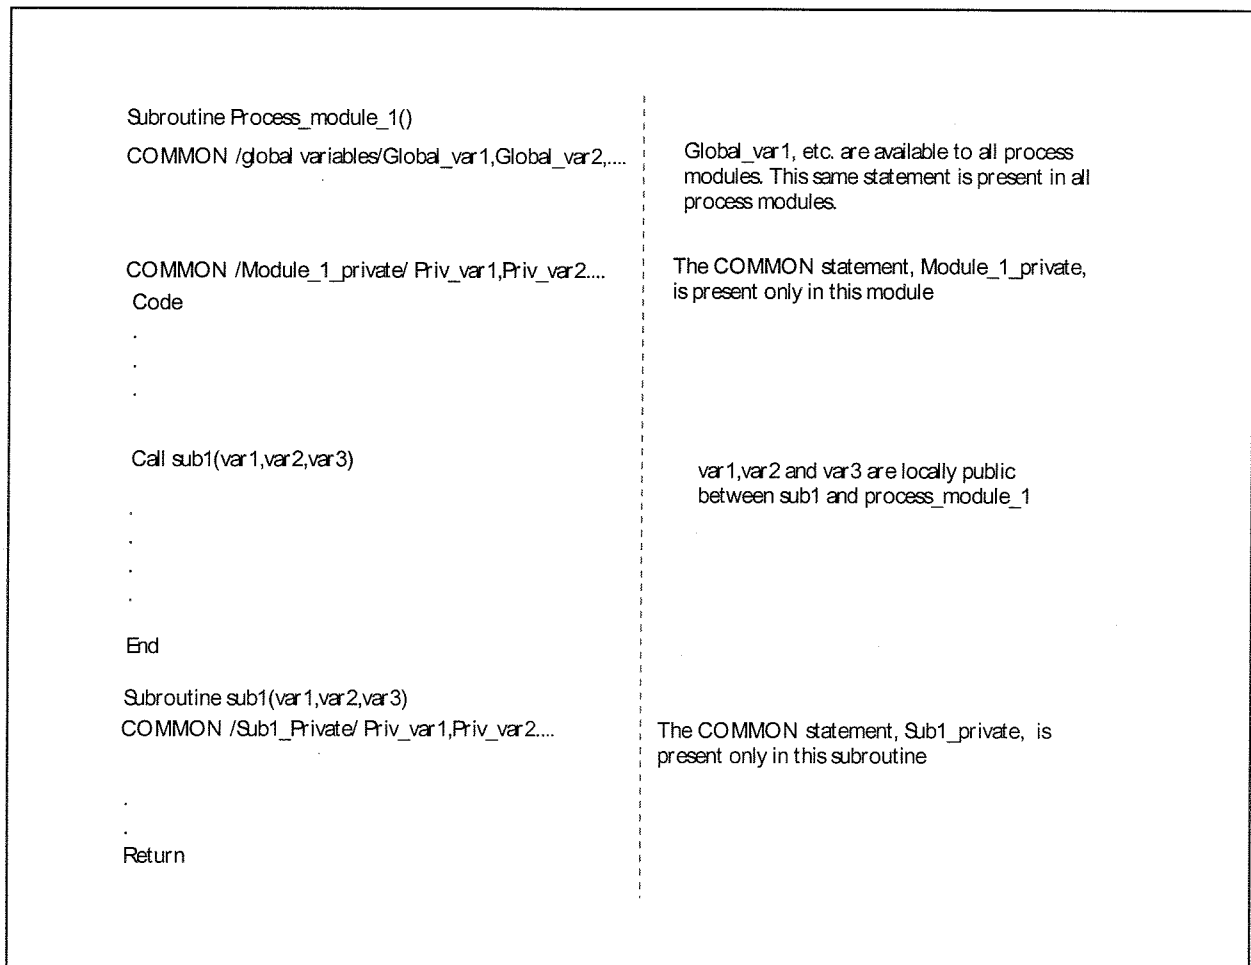 Subroutine Process_module_1()
COMMON /global variables/Global_var1,Global_var2,....
Global_var1, etc. are available to all process
modules. This same statement is present in all
process modules.
COMMON /Module_1_private/ Priv_var1,Priv_var2....
The COMMON statement, Module_1_private,
is present only in this module
Code
.
.
.
Call sub1(var1,var2,var3)
var1,var2 and var3 are locally public
between sub1 and process_module_1
.
.
.
.
End
Subroutine sub1(var1,var2,var3)
COMMON /Sub1_Private/ Priv_var1,Priv_var2....
The COMMON statement, Sub1_private, is
present only in this subroutine
.
.
Return